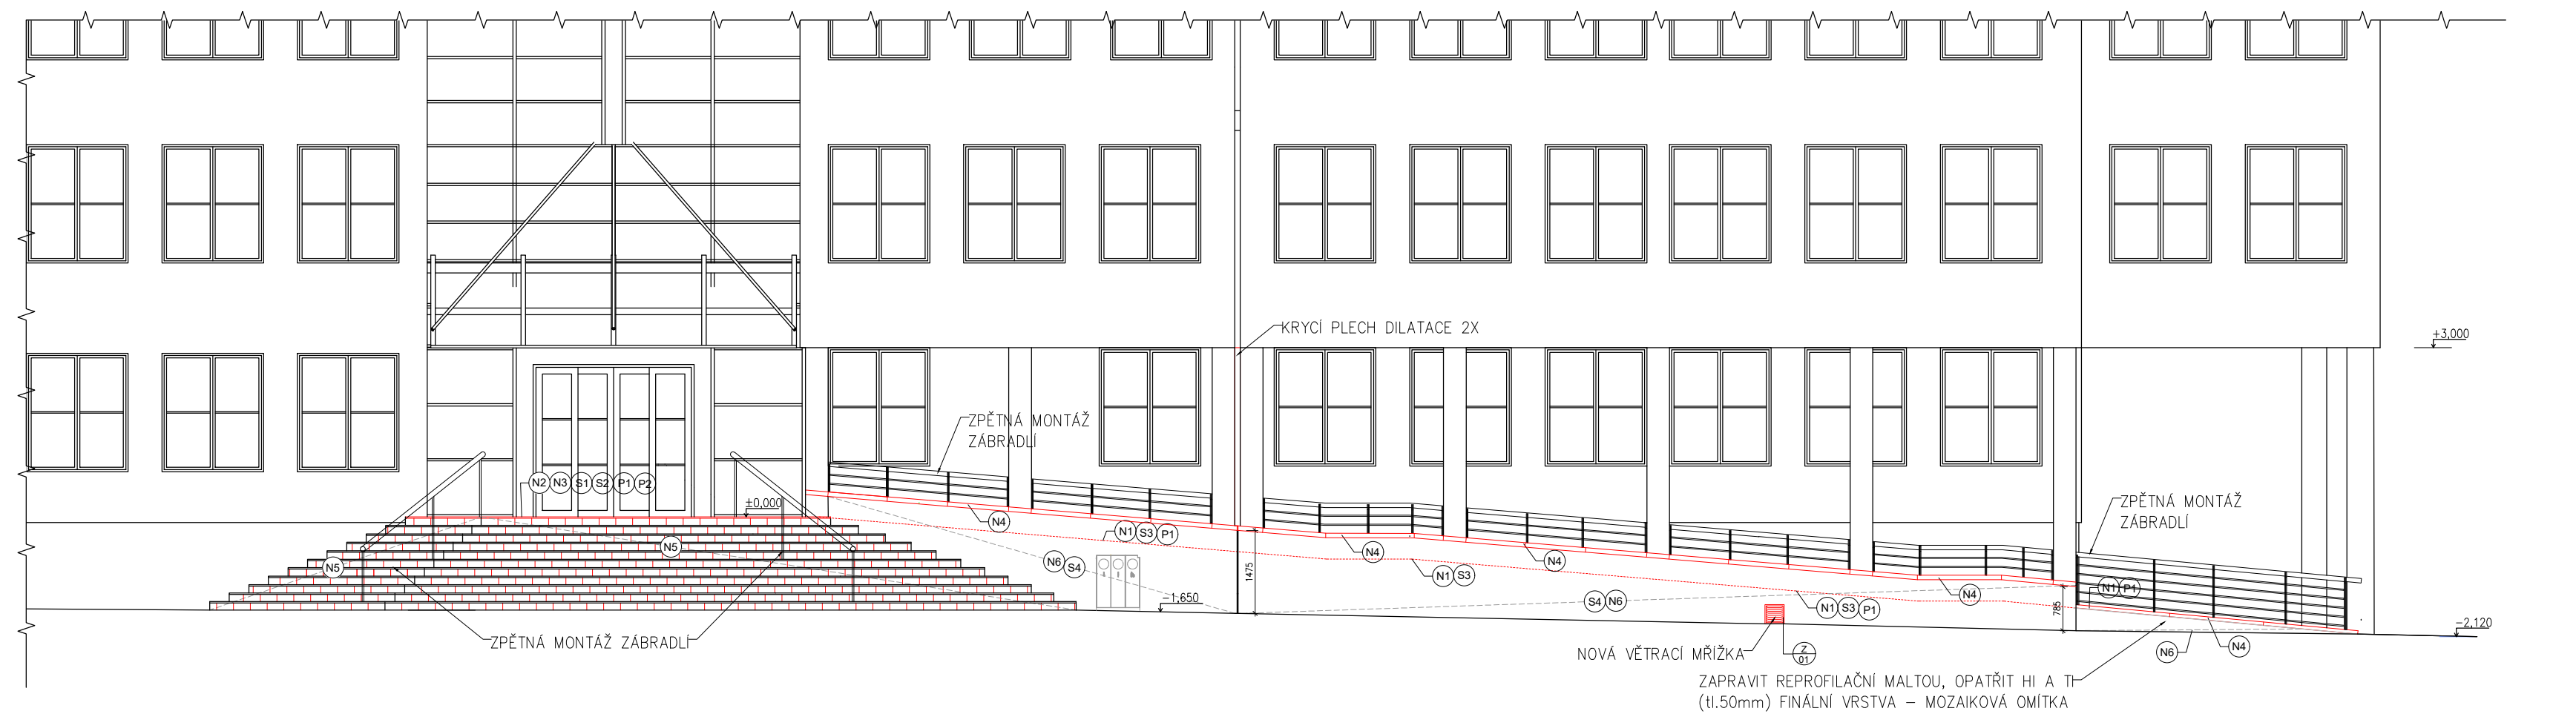 KRYCÍ PLECH DILATACE 2X
+3,000
ZPĚTNÁ MONTÁŽ
ZÁBRADLÍ
N2 N3 S1 S2 P1 P2
±0,000
ZPĚTNÁ MONTÁŽ
ZÁBRADLÍ
N4
N1 S3 P1
N5
N5
N4
N4
N6 S4
1475
N1 S3
N1 P1
-1,650
S4 N6
N1 S3 P1
N4
785
-2,120
ZPĚTNÁ MONTÁŽ ZÁBRADLÍ
NOVÁ VĚTRACÍ MŘÍŽKA
Z
01
N6
N4
ZAPRAVIT REPROFILAČNÍ MALTOU, OPATŘIT HI A TI
(tl.50mm) FINÁLNÍ VRSTVA – MOZAIKOVÁ OMÍTKA